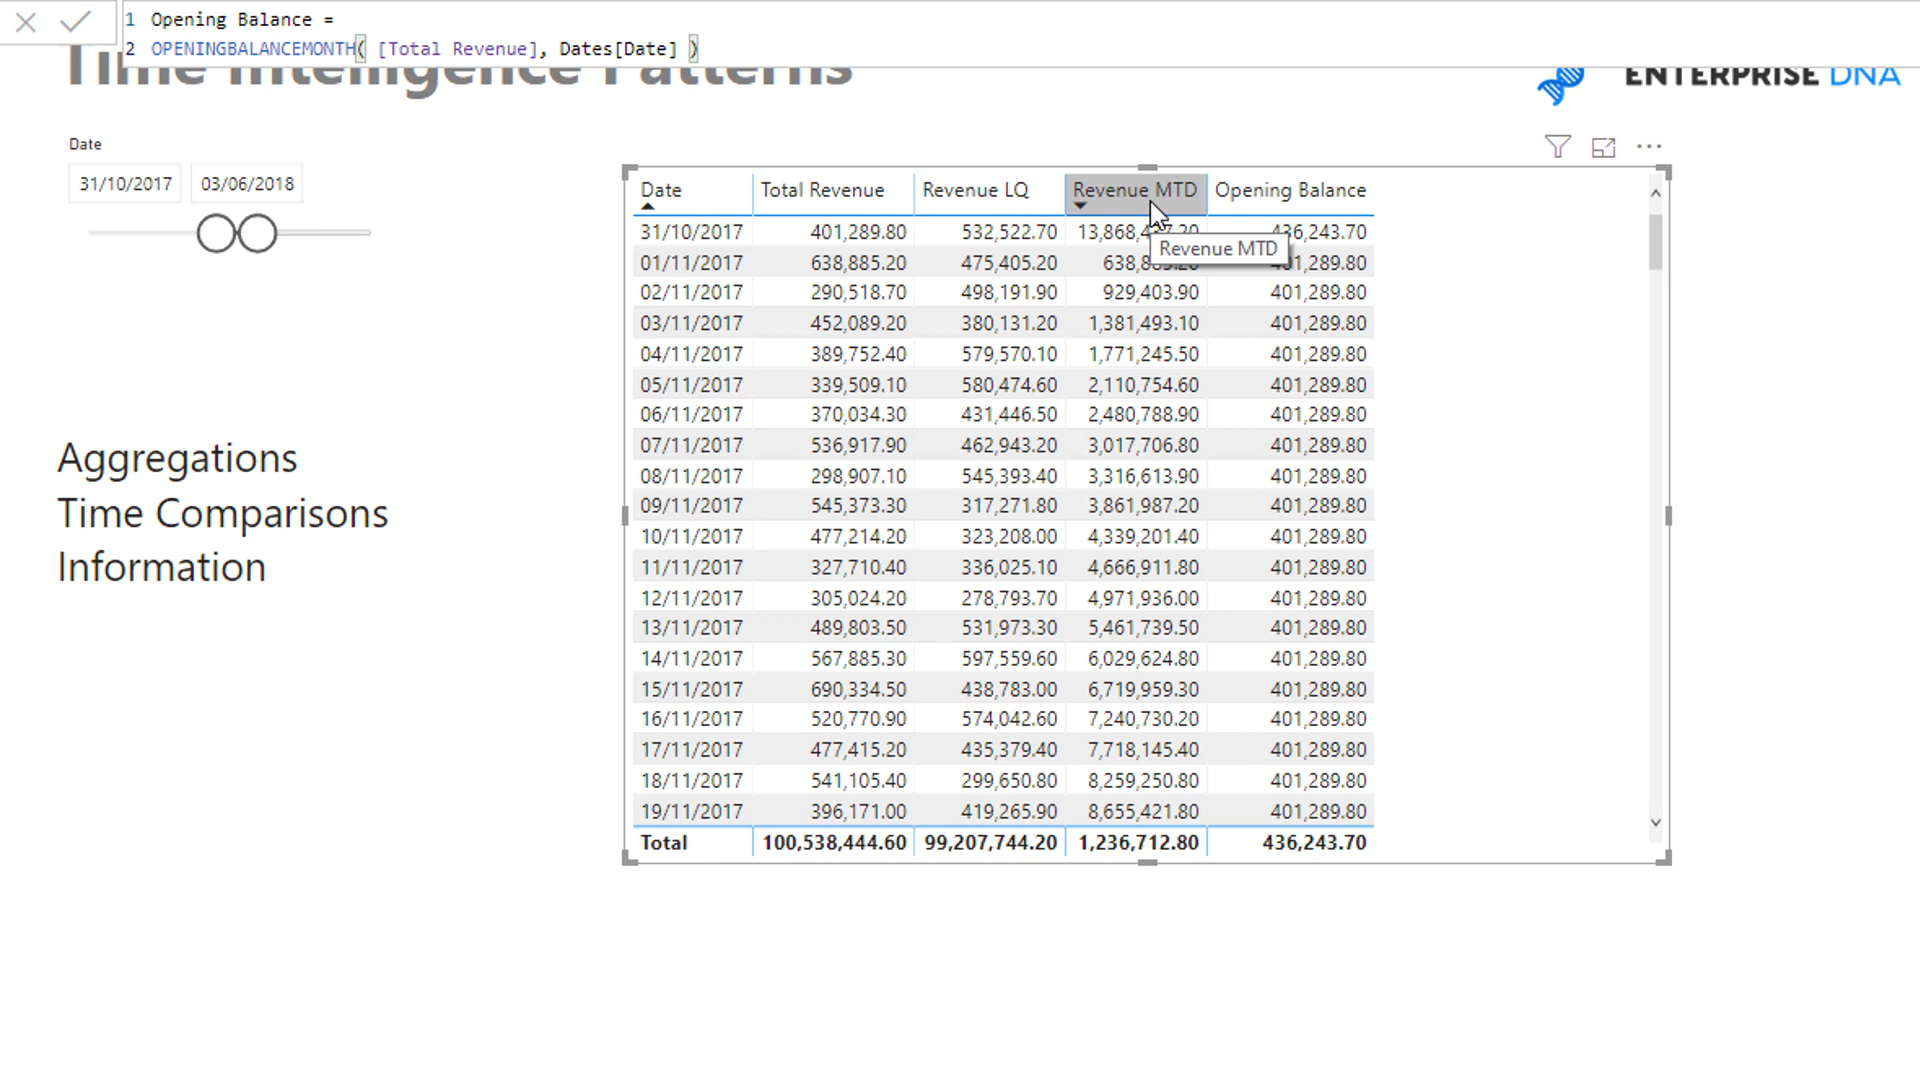 1 Opening Balance =
2 OPENINGBALANCEMONTH( [Total Revenue], Dates[Date] )
Time Intelligence Patterns
ENTERPRISE DNA
Date
31/10/2017 03/06/2018
Aggregations
Time Comparisons
Information
Date Total Revenue Revenue LQ Revenue MTD Opening Balance
31/10/2017 401,289.80 532,522.70 436,243.70
Revenue MTD
01/11/2017 638,885.20 475,405.20
02/11/2017 290,518.70 498,191.90 929,403.90 401,289.80
03/11/2017 452,089.20 380,131.20 1,381,493.10 401,289.80
04/11/2017 389,752.40 579,570.10 1,771,245.50 401,289.80
05/11/2017 339,509.10 580,474.60 2,110,754.60 401,289.80
06/11/2017 370,034.30 431,446.50 2,480,788.90 401,289.80
07/11/2017 536,917.90 462,943.20 3,017,706.80 401,289.80
08/11/2017 298,907.10 545,393.40 3,316,613.90 401,289.80
09/11/2017 545,373.30 317,271.80 3,861,987.20 401,289.80
10/11/2017 477,214.20 323,208.00 4,339,201.40 401,289.80
11/11/2017 327,710.40 336,025.10 4,666,911.80 401,289.80
12/11/2017 305,024.20 278,793.70 4,971,936.00 401,289.80
13/11/2017 489,803.50 531,973.30 5,461,739.50 401,289.80
14/11/2017 567,885.30 597,559.60 6,029,624.80 401,289.80
15/11/2017 690,334.50 438,783.00 6,719,959.30 401,289.80
16/11/2017 520,770.90 574,042.60 7,240,730.20 401,289.80
17/11/2017 477,415.20 435,379.40 7,718,145.40 401,289.80
18/11/2017 541,105.40 299,650.80 8,259,250.80 401,289.80
19/11/2017 396,171.00 419,265.90 8,655,421.80 401,289.80
Total 100,538,444.60 99,207,744.20 1,236,712.80 436,243.70